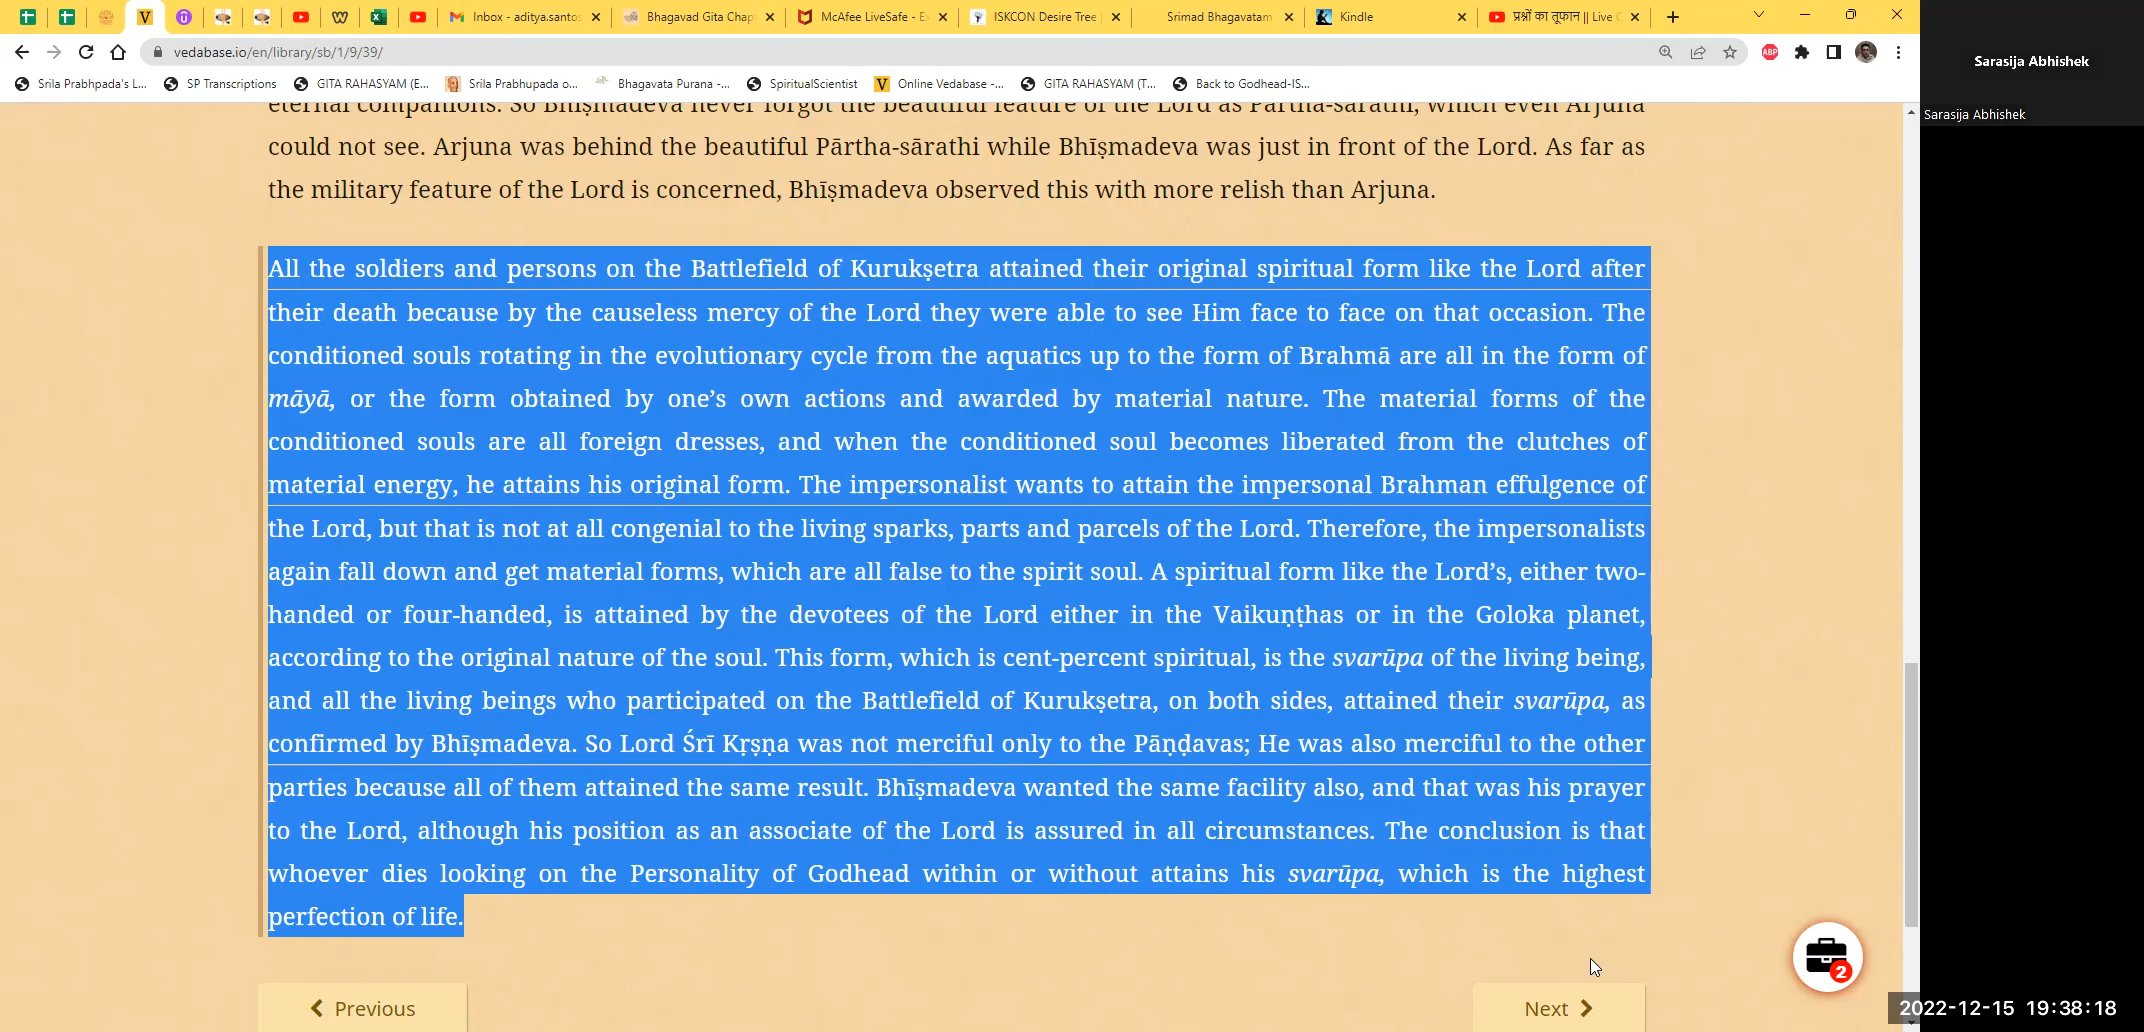 Inbox - aditya.santos
Bhagavad Gita Chap
McAfee LiveSafe - E
ISKCON Desire Tree
Srimad Bhagavatam
Kindle
प्रश्नों का तूफान || Live
vedabase.io/en/library/sb/1/9/39/
ABP
Srila Prabhpada's L...
SP Transcriptions
GITA RAHASYAM (E...
Srila Prabhupada o...
Bhagavata Purana -...
SpiritualScientist
Online Vedabase -...
GITA RAHASYAM (T...
Back to Godhead-IS...
Sarasija Abhishek
Sarasija Abhishek
eternal companions. So Bhīṣmadeva never forgot the beautiful feature of the Lord as Pārtha-sārathi, which even Arjuna
could not see. Arjuna was behind the beautiful Pārtha-sārathi while Bhīṣmadeva was just in front of the Lord. As far as
the military feature of the Lord is concerned, Bhīṣmadeva observed this with more relish than Arjuna.
All the soldiers and persons on the Battlefield of Kurukṣetra attained their original spiritual form like the Lord after
their death because by the causeless mercy of the Lord they were able to see Him face to face on that occasion. The
conditioned souls rotating in the evolutionary cycle from the aquatics up to the form of Brahmā are all in the form of
māyā, or the form obtained by one’s own actions and awarded by material nature. The material forms of the
conditioned souls are all foreign dresses, and when the conditioned soul becomes liberated from the clutches of
material energy, he attains his original form. The impersonalist wants to attain the impersonal Brahman effulgence of
the Lord, but that is not at all congenial to the living sparks, parts and parcels of the Lord. Therefore, the impersonalists
again fall down and get material forms, which are all false to the spirit soul. A spiritual form like the Lord’s, either two-
handed or four-handed, is attained by the devotees of the Lord either in the Vaikuṇṭhas or in the Goloka planet,
according to the original nature of the soul. This form, which is cent-percent spiritual, is the svarūpa of the living being,
and all the living beings who participated on the Battlefield of Kurukṣetra, on both sides, attained their svarūpa, as
confirmed by Bhīṣmadeva. So Lord Śrī Kṛṣṇa was not merciful only to the Pāṇḍavas; He was also merciful to the other
parties because all of them attained the same result. Bhīṣmadeva wanted the same facility also, and that was his prayer
to the Lord, although his position as an associate of the Lord is assured in all circumstances. The conclusion is that
whoever dies looking on the Personality of Godhead within or without attains his svarūpa, which is the highest
perfection of life.
2
Previous
Next
2022-12-15 19:38:18